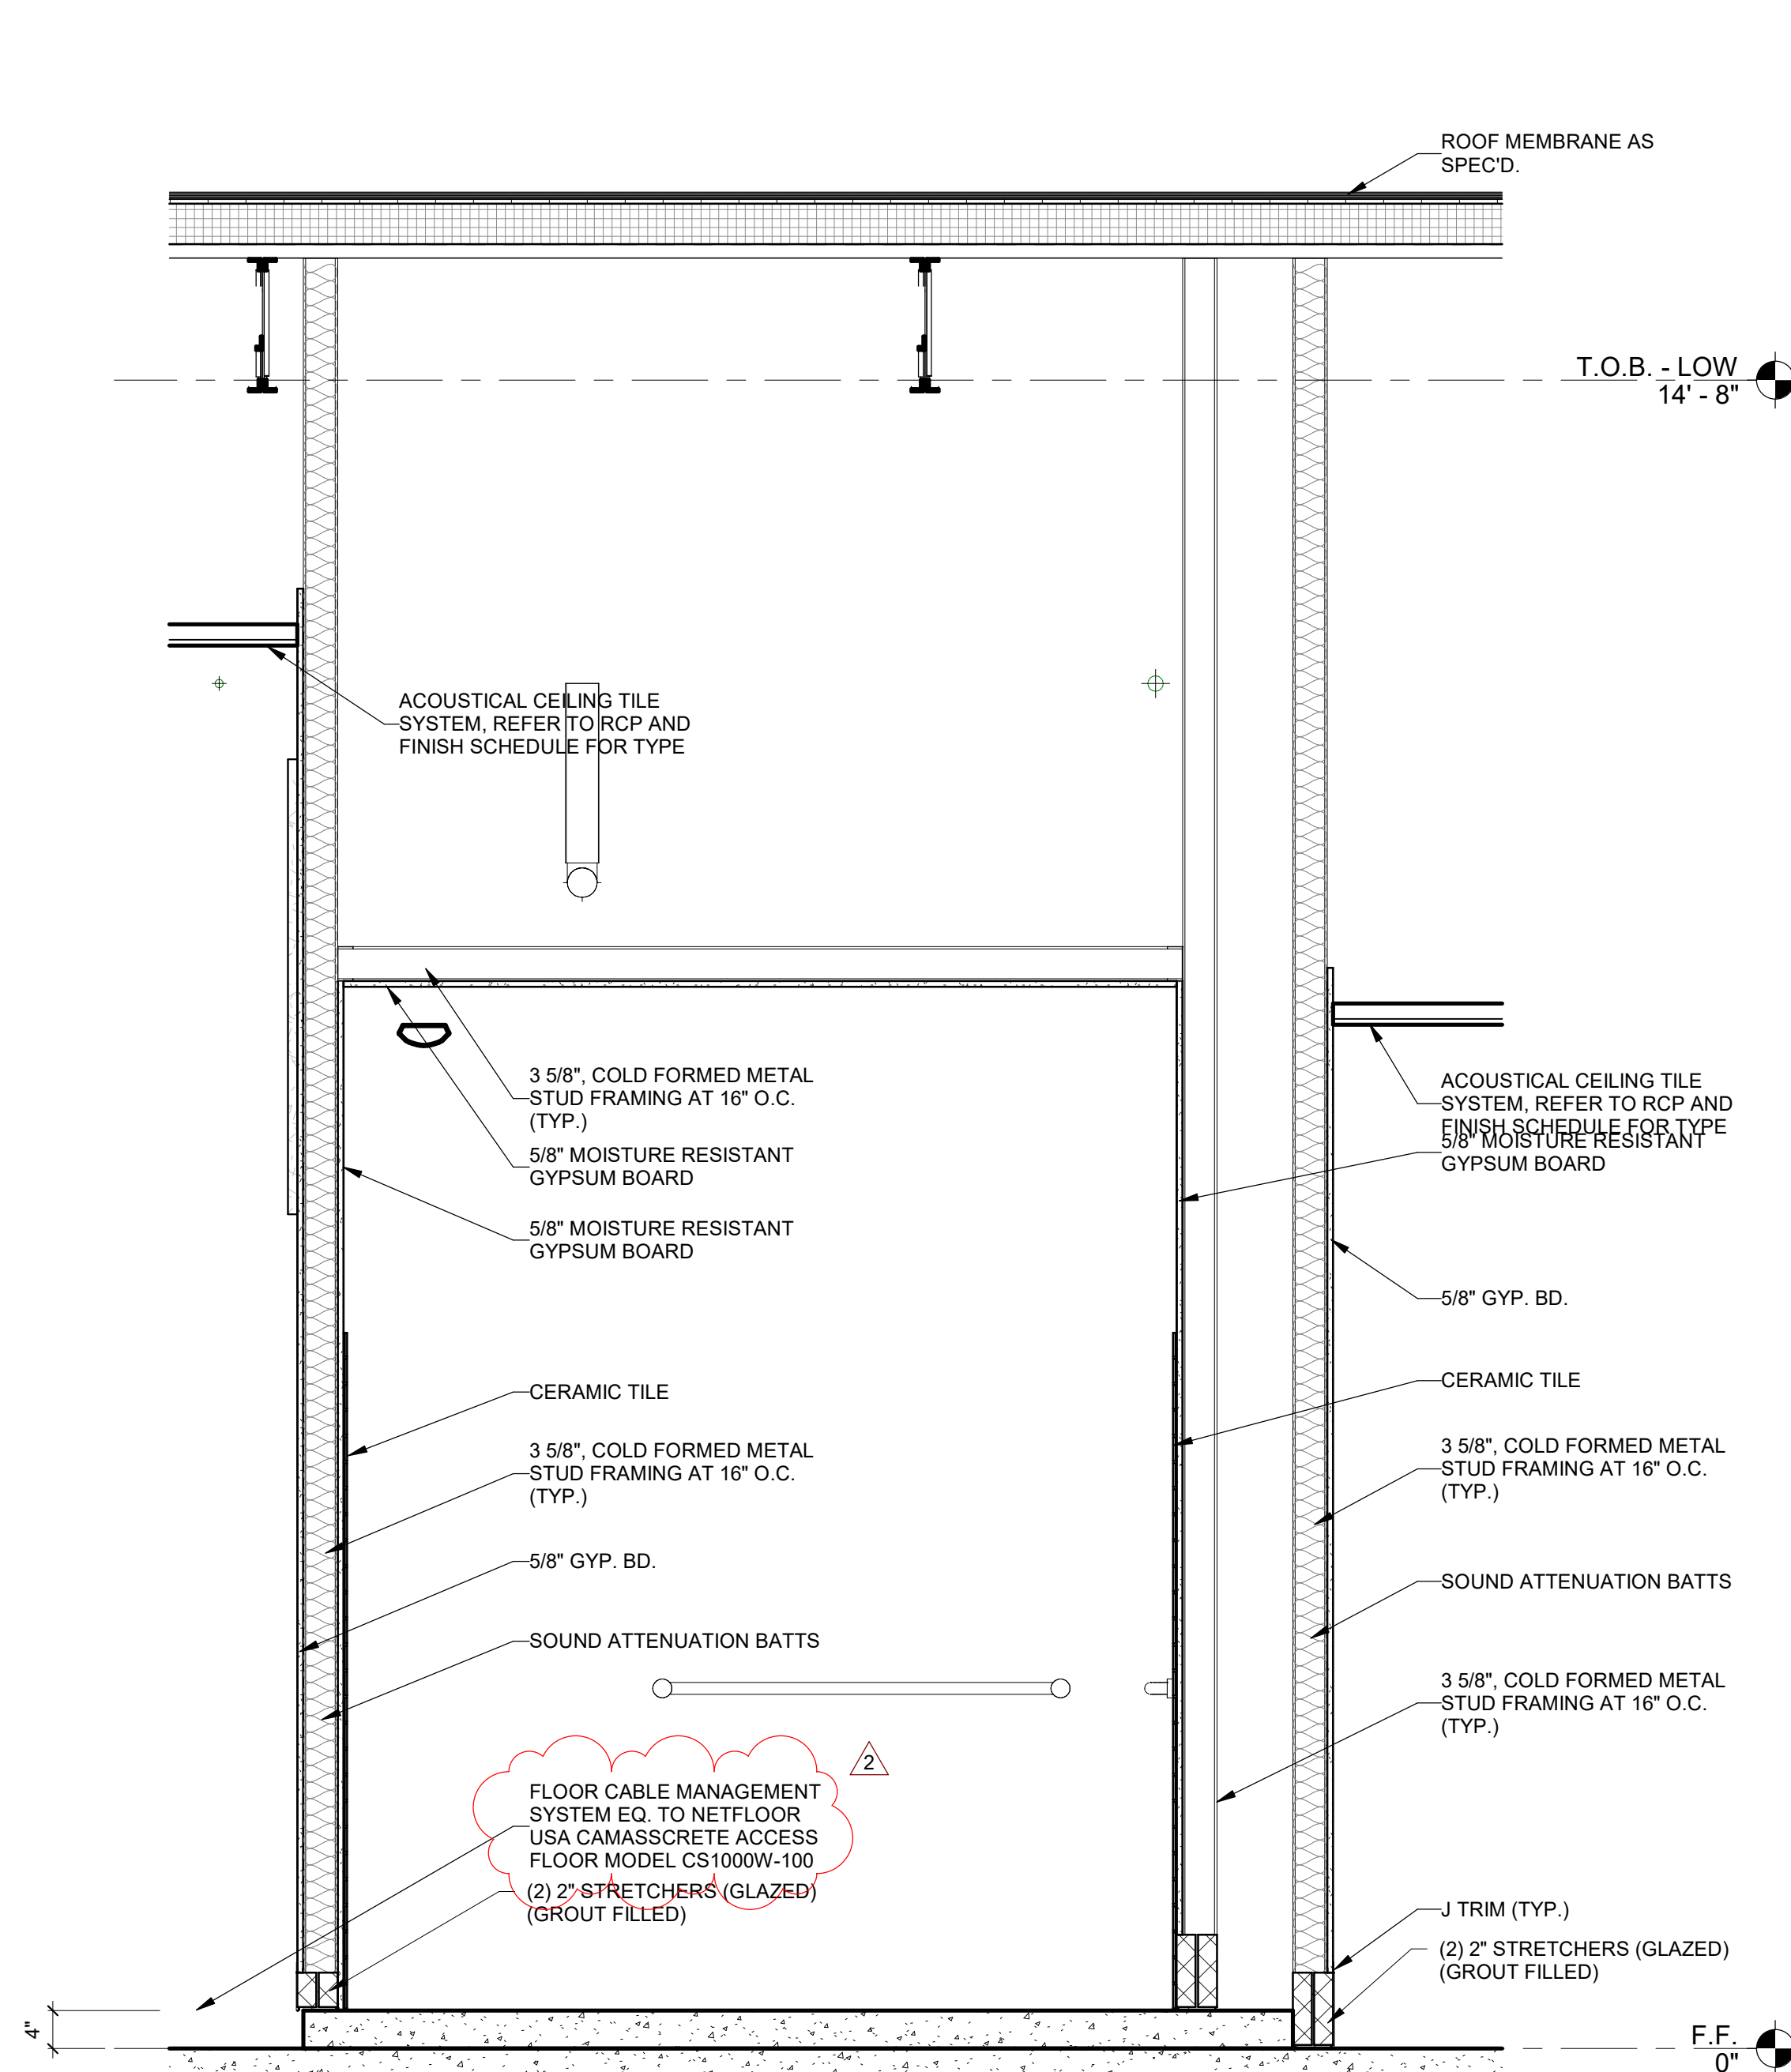 ROOF MEMBRANE AS
SPEC'D.
T.O.B. - LOW
14' - 8"
ACOUSTICAL CEILING TILE
SYSTEM, REFER TO RCP AND
FINISH SCHEDULE FOR TYPE
3 5/8", COLD FORMED METAL
STUD FRAMING AT 16" O.C.
(TYP.)
5/8" MOISTURE RESISTANT
GYPSUM BOARD
5/8" MOISTURE RESISTANT
GYPSUM BOARD
ACOUSTICAL CEILING TILE
SYSTEM, REFER TO RCP AND
FINISH SCHEDULE FOR TYPE
5/8" MOISTURE RESISTANT
GYPSUM BOARD
5/8" GYP. BD.
CERAMIC TILE
3 5/8", COLD FORMED METAL
STUD FRAMING AT 16" O.C.
(TYP.)
5/8" GYP. BD.
SOUND ATTENUATION BATTS
CERAMIC TILE
3 5/8", COLD FORMED METAL
STUD FRAMING AT 16" O.C.
(TYP.)
SOUND ATTENUATION BATTS
3 5/8", COLD FORMED METAL
STUD FRAMING AT 16" O.C.
(TYP.)
2
FLOOR CABLE MANAGEMENT
SYSTEM EQ. TO NETFLOOR
USA CAMASSCRETE ACCESS
FLOOR MODEL CS1000W-100
(2) 2" STRETCHERS (GLAZED)
(GROUT FILLED)
J TRIM (TYP.)
(2) 2" STRETCHERS (GLAZED)
(GROUT FILLED)
4"
F.F.
0"